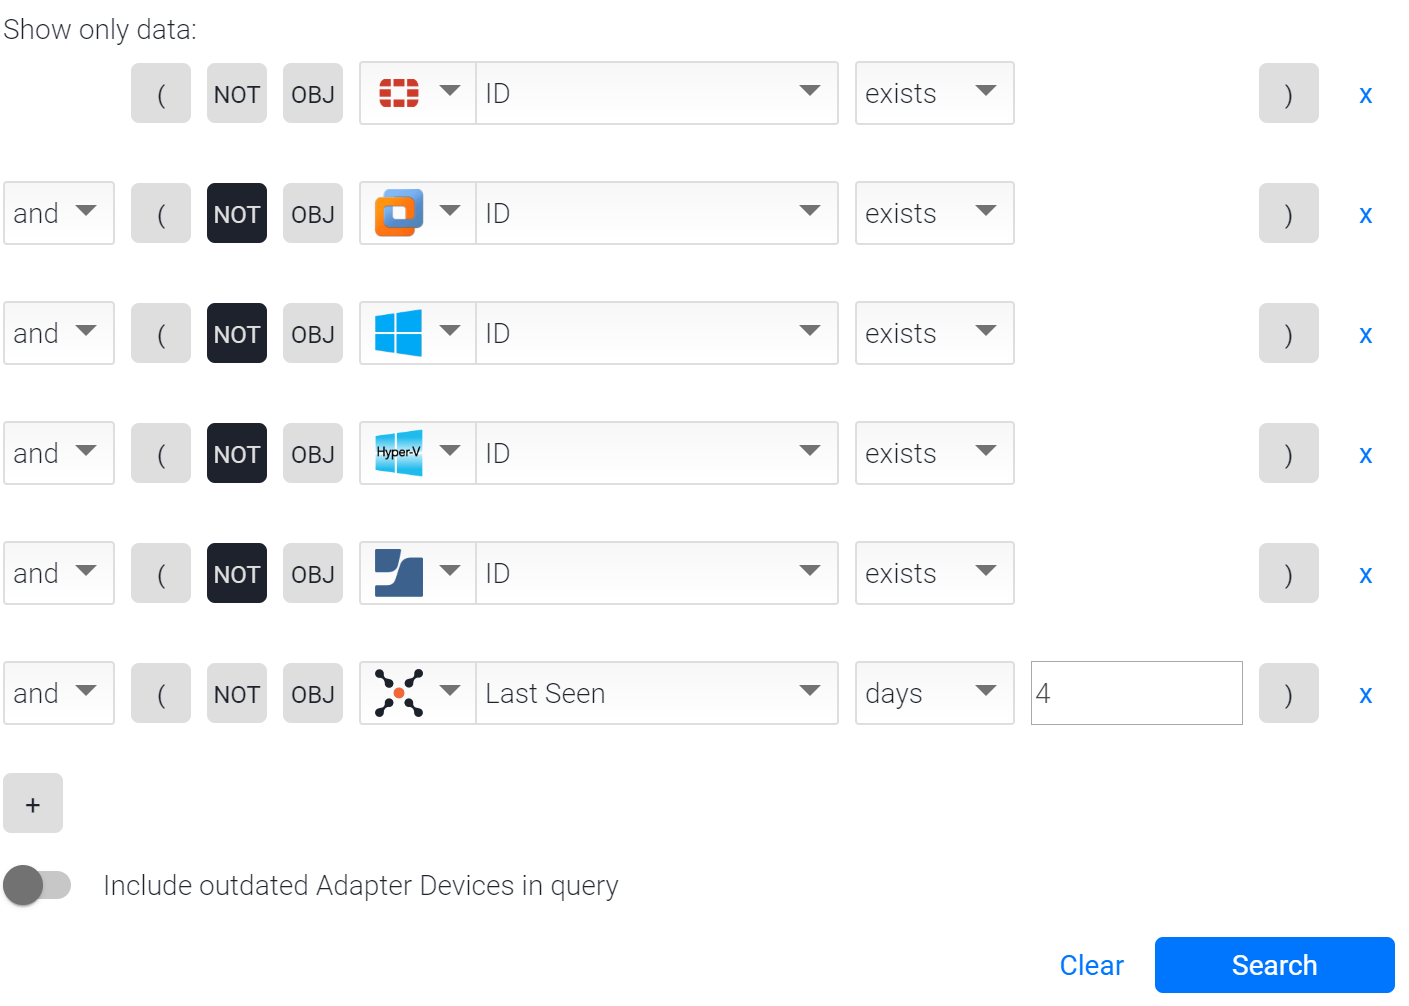 Show only data:
( NOT OBJ ID exists ) x
and ( NOT OBJ ID exists ) x
and ( NOT OBJ ID exists ) x
and ( NOT OBJ Hyper-V ID exists ) x
and ( NOT OBJ ID exists ) x
and ( NOT OBJ Last Seen days 4 ) x
+
Include outdated Adapter Devices in query
Clear Search